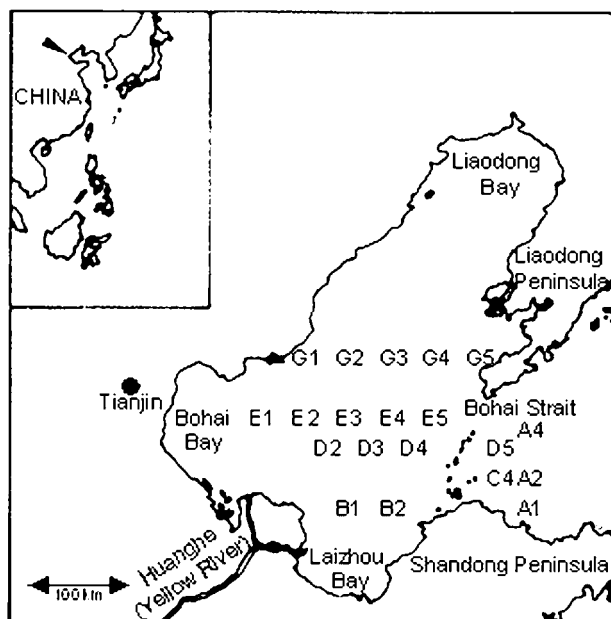 CHINA
Liaodong
Bay
Liaodong
Peninsula
G1 G2 G3 G4 G5
Tianjin
Bohai
Bay
E1 E2 E3 E4 E5
Bohai Strait
A4
D2 D3 D4 D5
C4 A2
B1 B2 A1
Huanghe
(Yellow River)
Laizhou
Bay
Shandong Peninsula
100 km